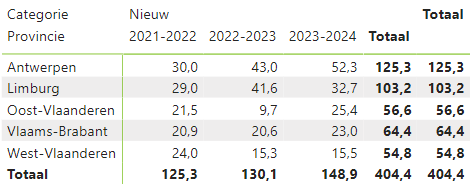 Categorie Nieuw Totaal
Provincie 2021-2022 2022-2023 2023-2024 Totaal
Antwerpen 30,0 43,0 52,3 125,3 125,3
Limburg 29,0 41,6 32,7 103,2 103,2
Oost-Vlaanderen 21,5 9,7 25,4 56,6 56,6
Vlaams-Brabant 20,9 20,6 23,0 64,4 64,4
West-Vlaanderen 24,0 15,3 15,5 54,8 54,8
Totaal 125,3 130,1 148,9 404,4 404,4